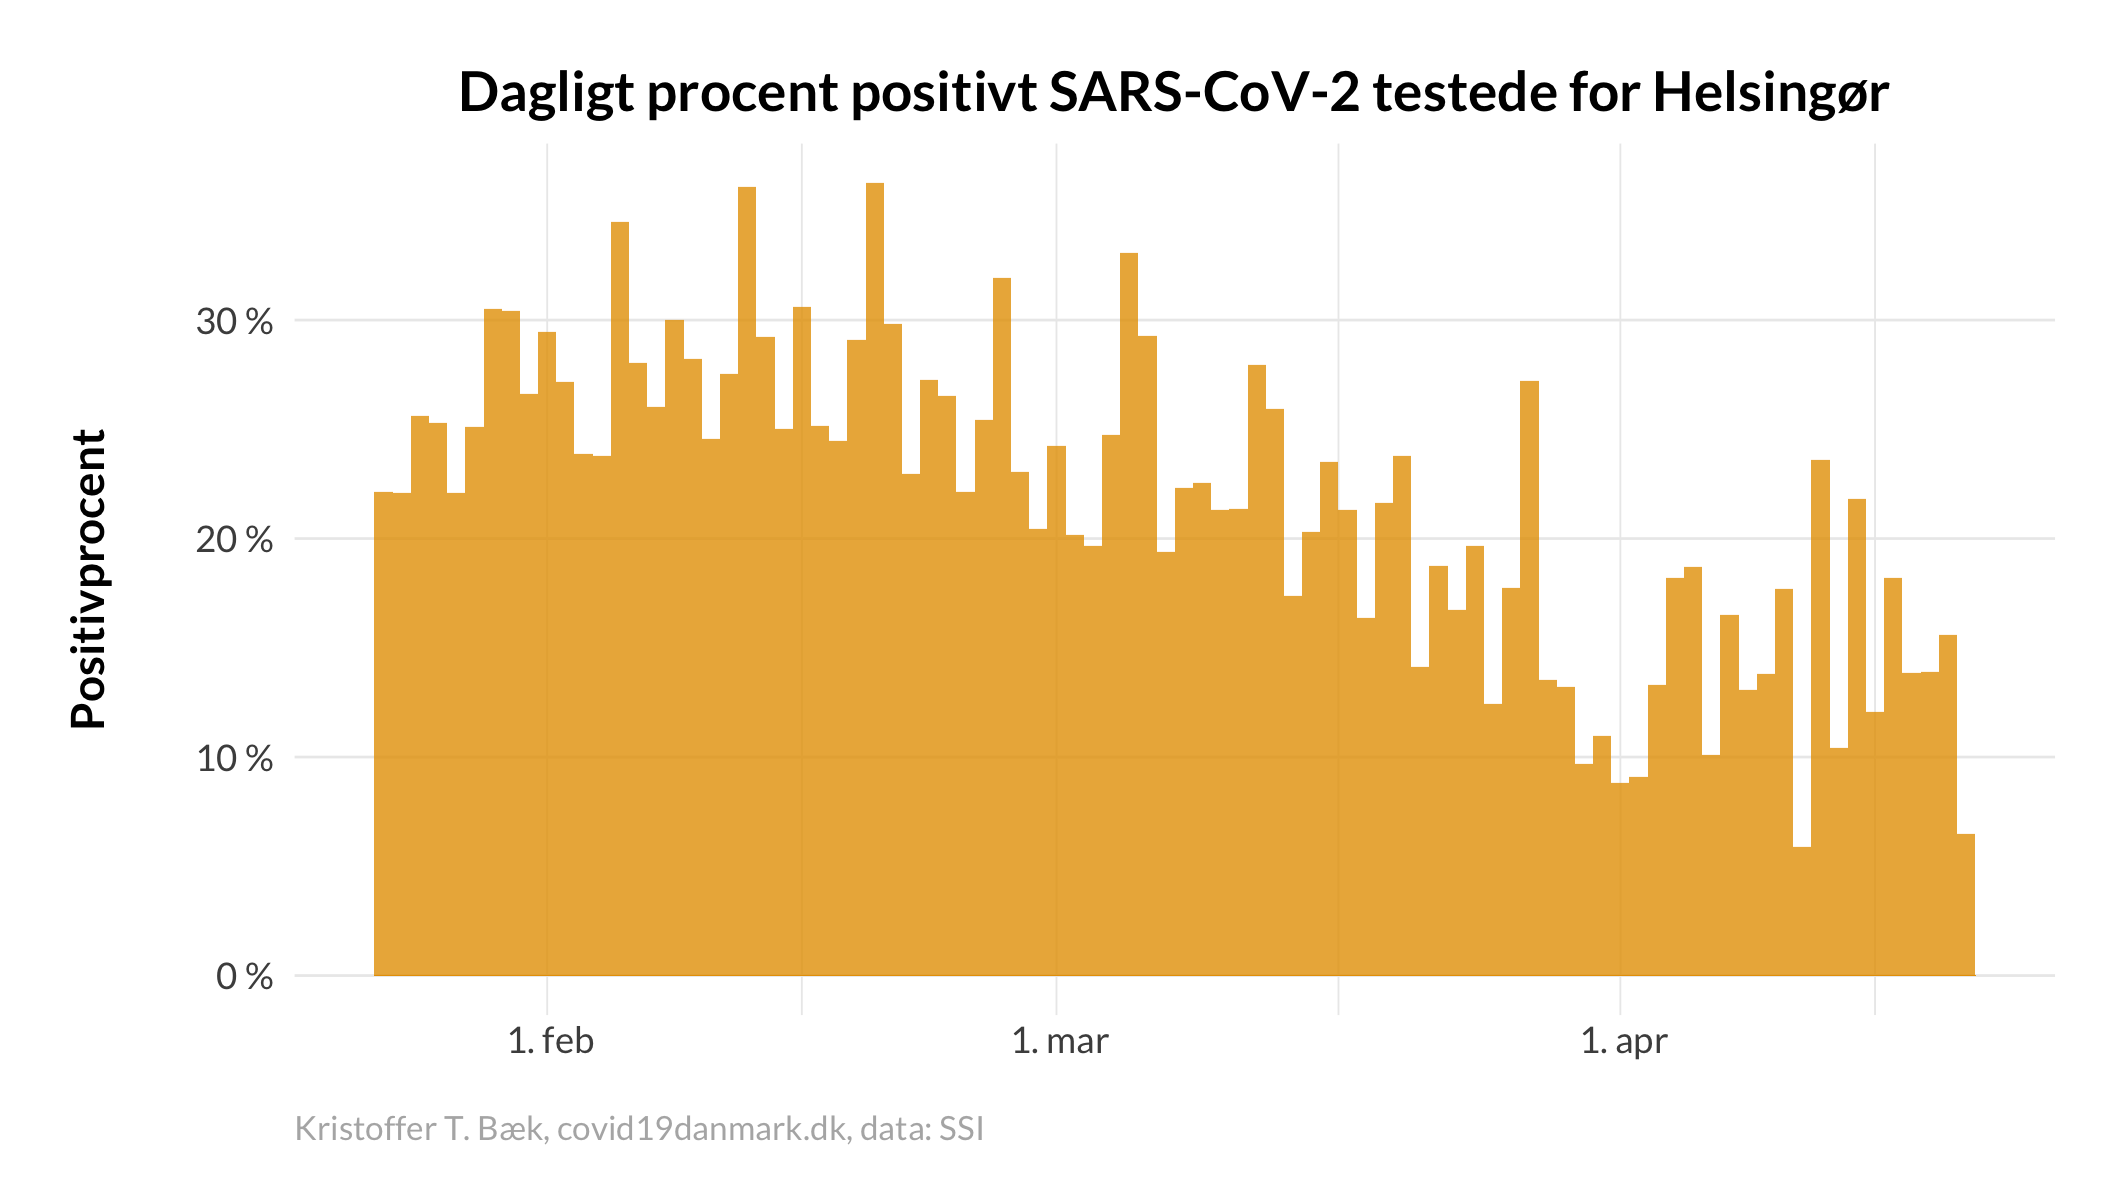 Dagligt procent positivt SARS-CoV-2 testede for Helsingør
Positivprocent
30 %
20 %
10 %
0 %
1. feb
1. mar
1. apr
Kristoffer T. Bæk, covid19danmark.dk, data: SSI